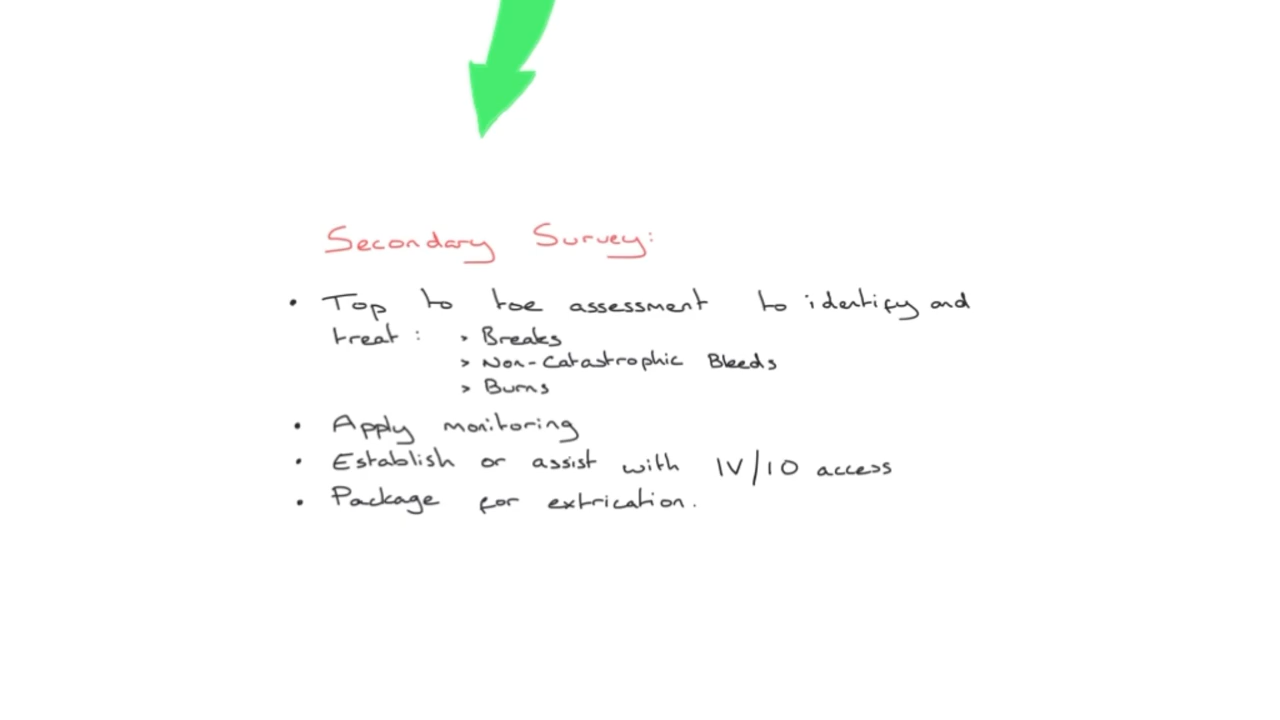 Secondary Survey:
• Top to toe assessment to identify and
treat : > Breaks
> Non-Catastrophic Bleeds
> Burns
• Apply monitoring
• Establish or assist with IV/IO access
• Package for extrication.